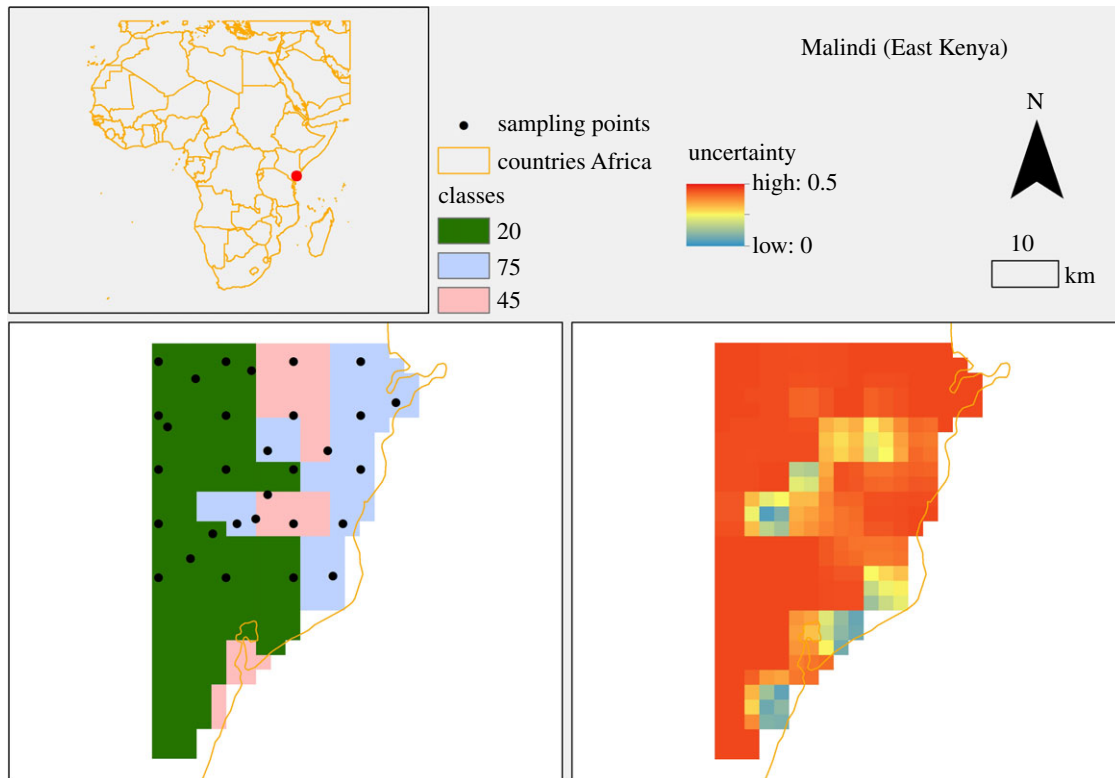 Malindi (East Kenya)
N
sampling points
countries Africa
classes
20
75
45
uncertainty
high: 0.5
low: 0
10
km